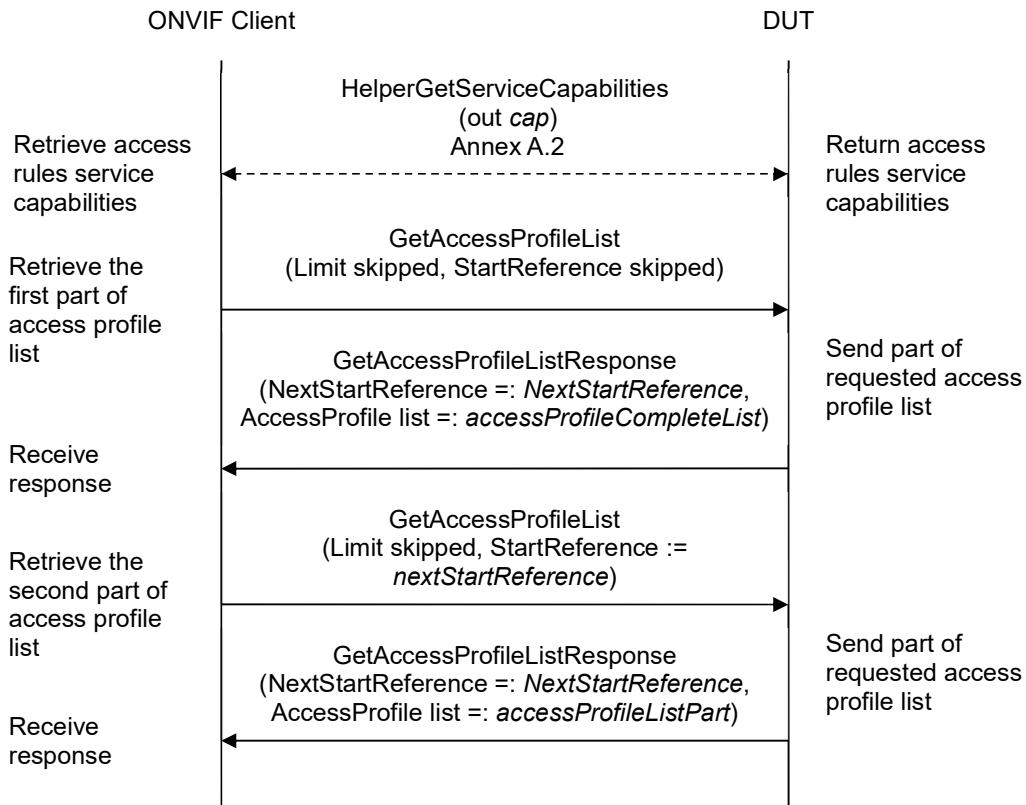 ONVIF Client
DUT
HelperGetServiceCapabilities
(out cap)
Annex A.2
Retrieve access
rules service
capabilities
Return access
rules service
capabilities
GetAccessProfileList
(Limit skipped, StartReference skipped)
Retrieve the
first part of
access profile
list
GetAccessProfileListResponse
(NextStartReference =: NextStartReference,
AccessProfile list =: accessProfileCompleteList)
Send part of
requested access
profile list
Receive
response
GetAccessProfileList
(Limit skipped, StartReference :=
nextStartReference)
Retrieve the
second part of
access profile
list
GetAccessProfileListResponse
(NextStartReference =: NextStartReference,
AccessProfile list =: accessProfileListPart)
Send part of
requested access
profile list
Receive
response